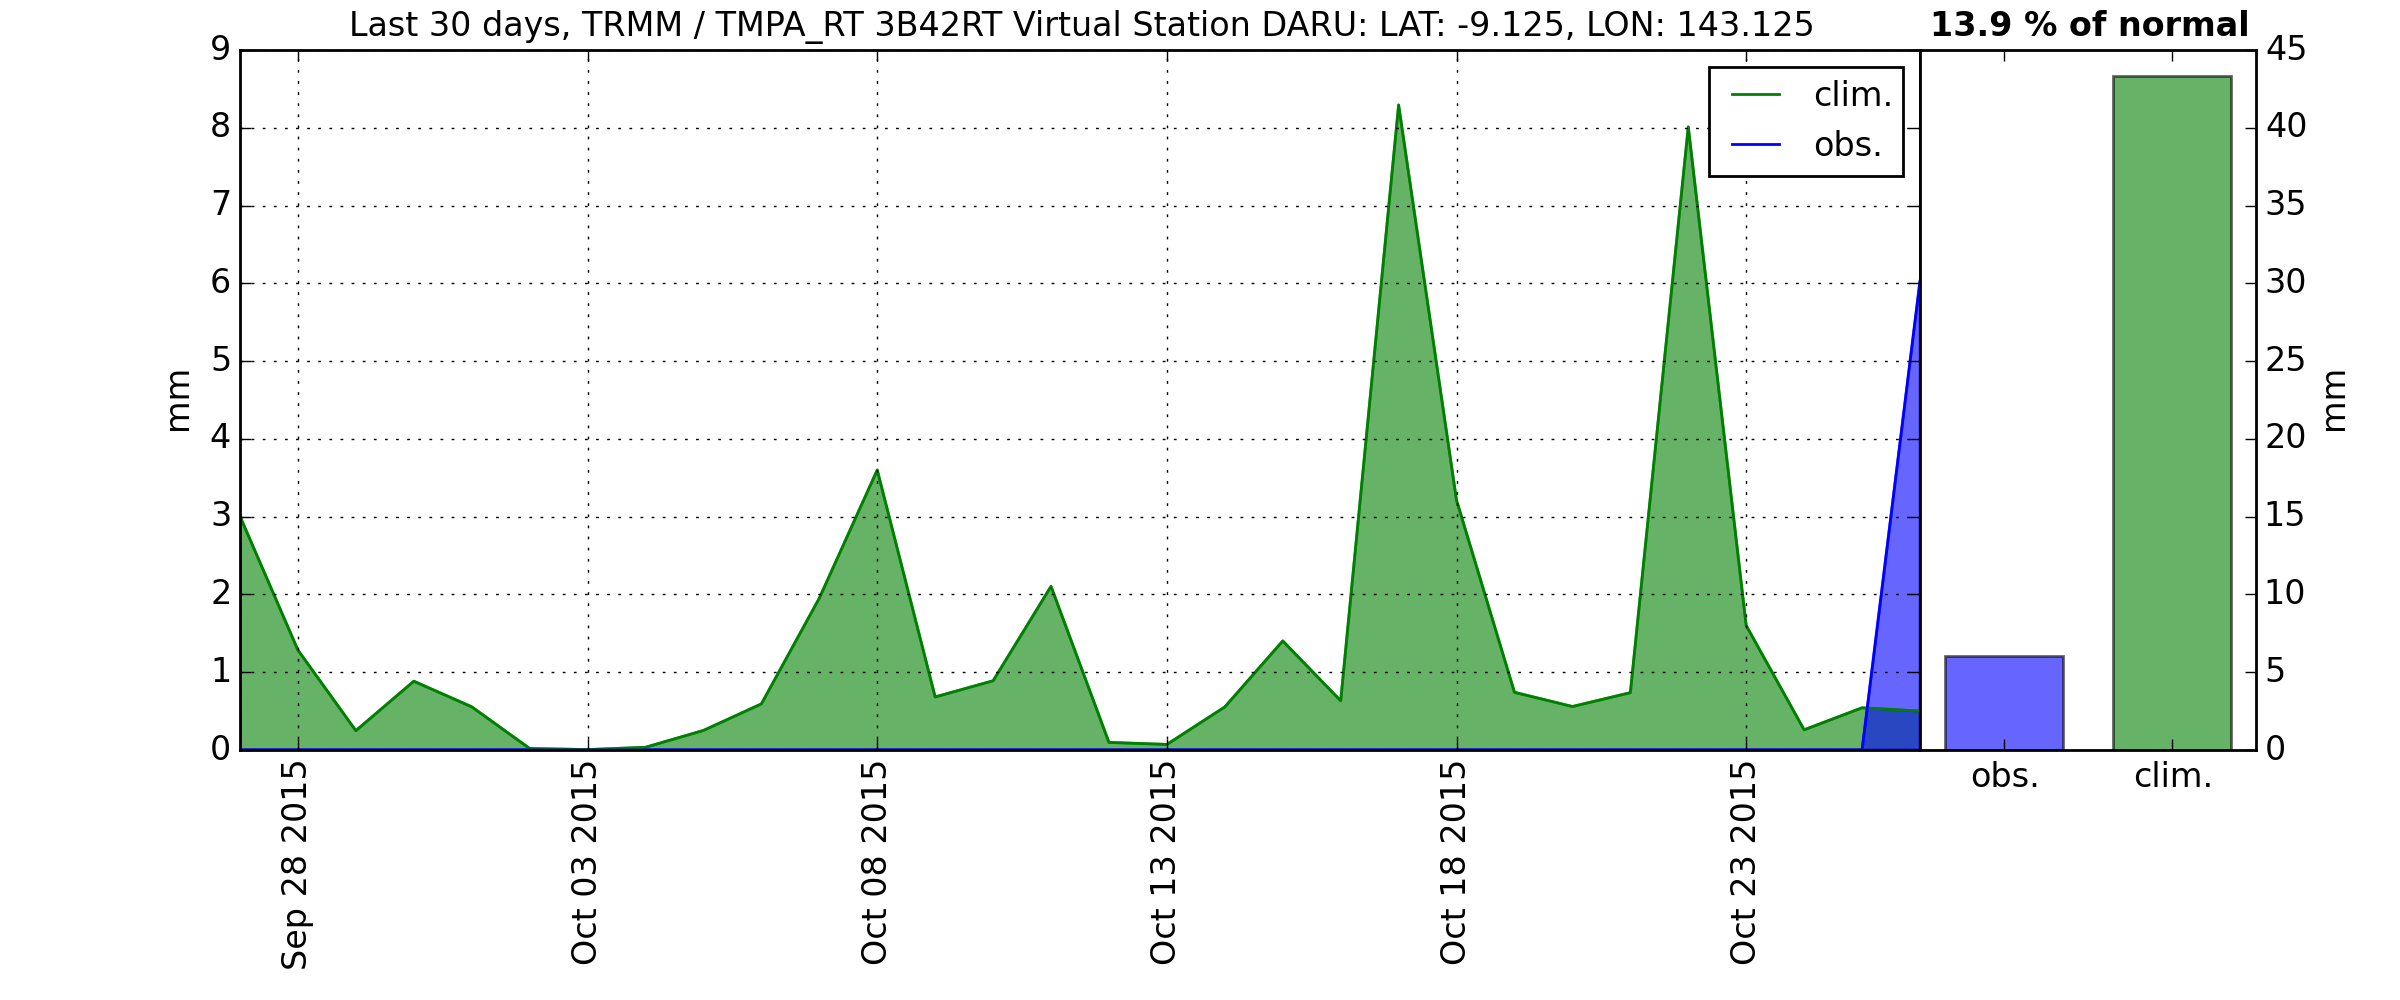 Last 30 days, TRMM / TMPA_RT 3B42RT Virtual Station DARU: LAT: -9.125, LON: 143.125
13.9 % of normal
9
8
7
6
5
4
3
2
1
0
mm
clim.
obs.
45
40
35
30
25
20
15
10
5
0
mm
Sep 28 2015
Oct 03 2015
Oct 08 2015
Oct 13 2015
Oct 18 2015
Oct 23 2015
obs.
clim.